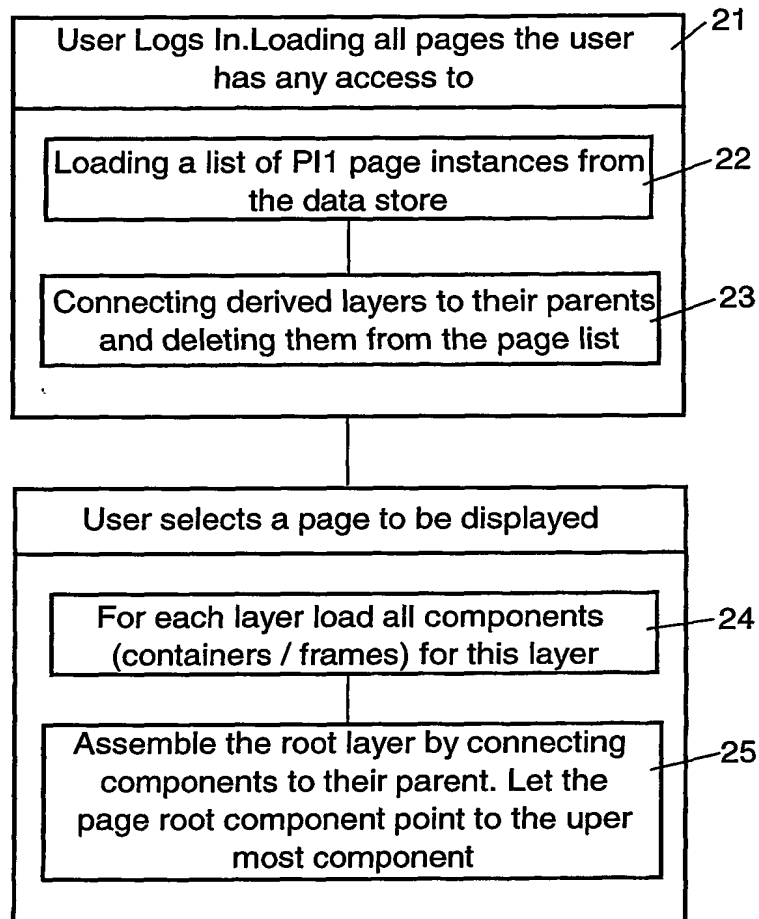 User Logs In.Loading all pages the user
has any access to
21
Loading a list of PI1 page instances from
the data store
22
Connecting derived layers to their parents
and deleting them from the page list
23
User selects a page to be displayed
For each layer load all components
(containers / frames) for this layer
24
Assemble the root layer by connecting
components to their parent. Let the
page root component point to the uper
most component
25